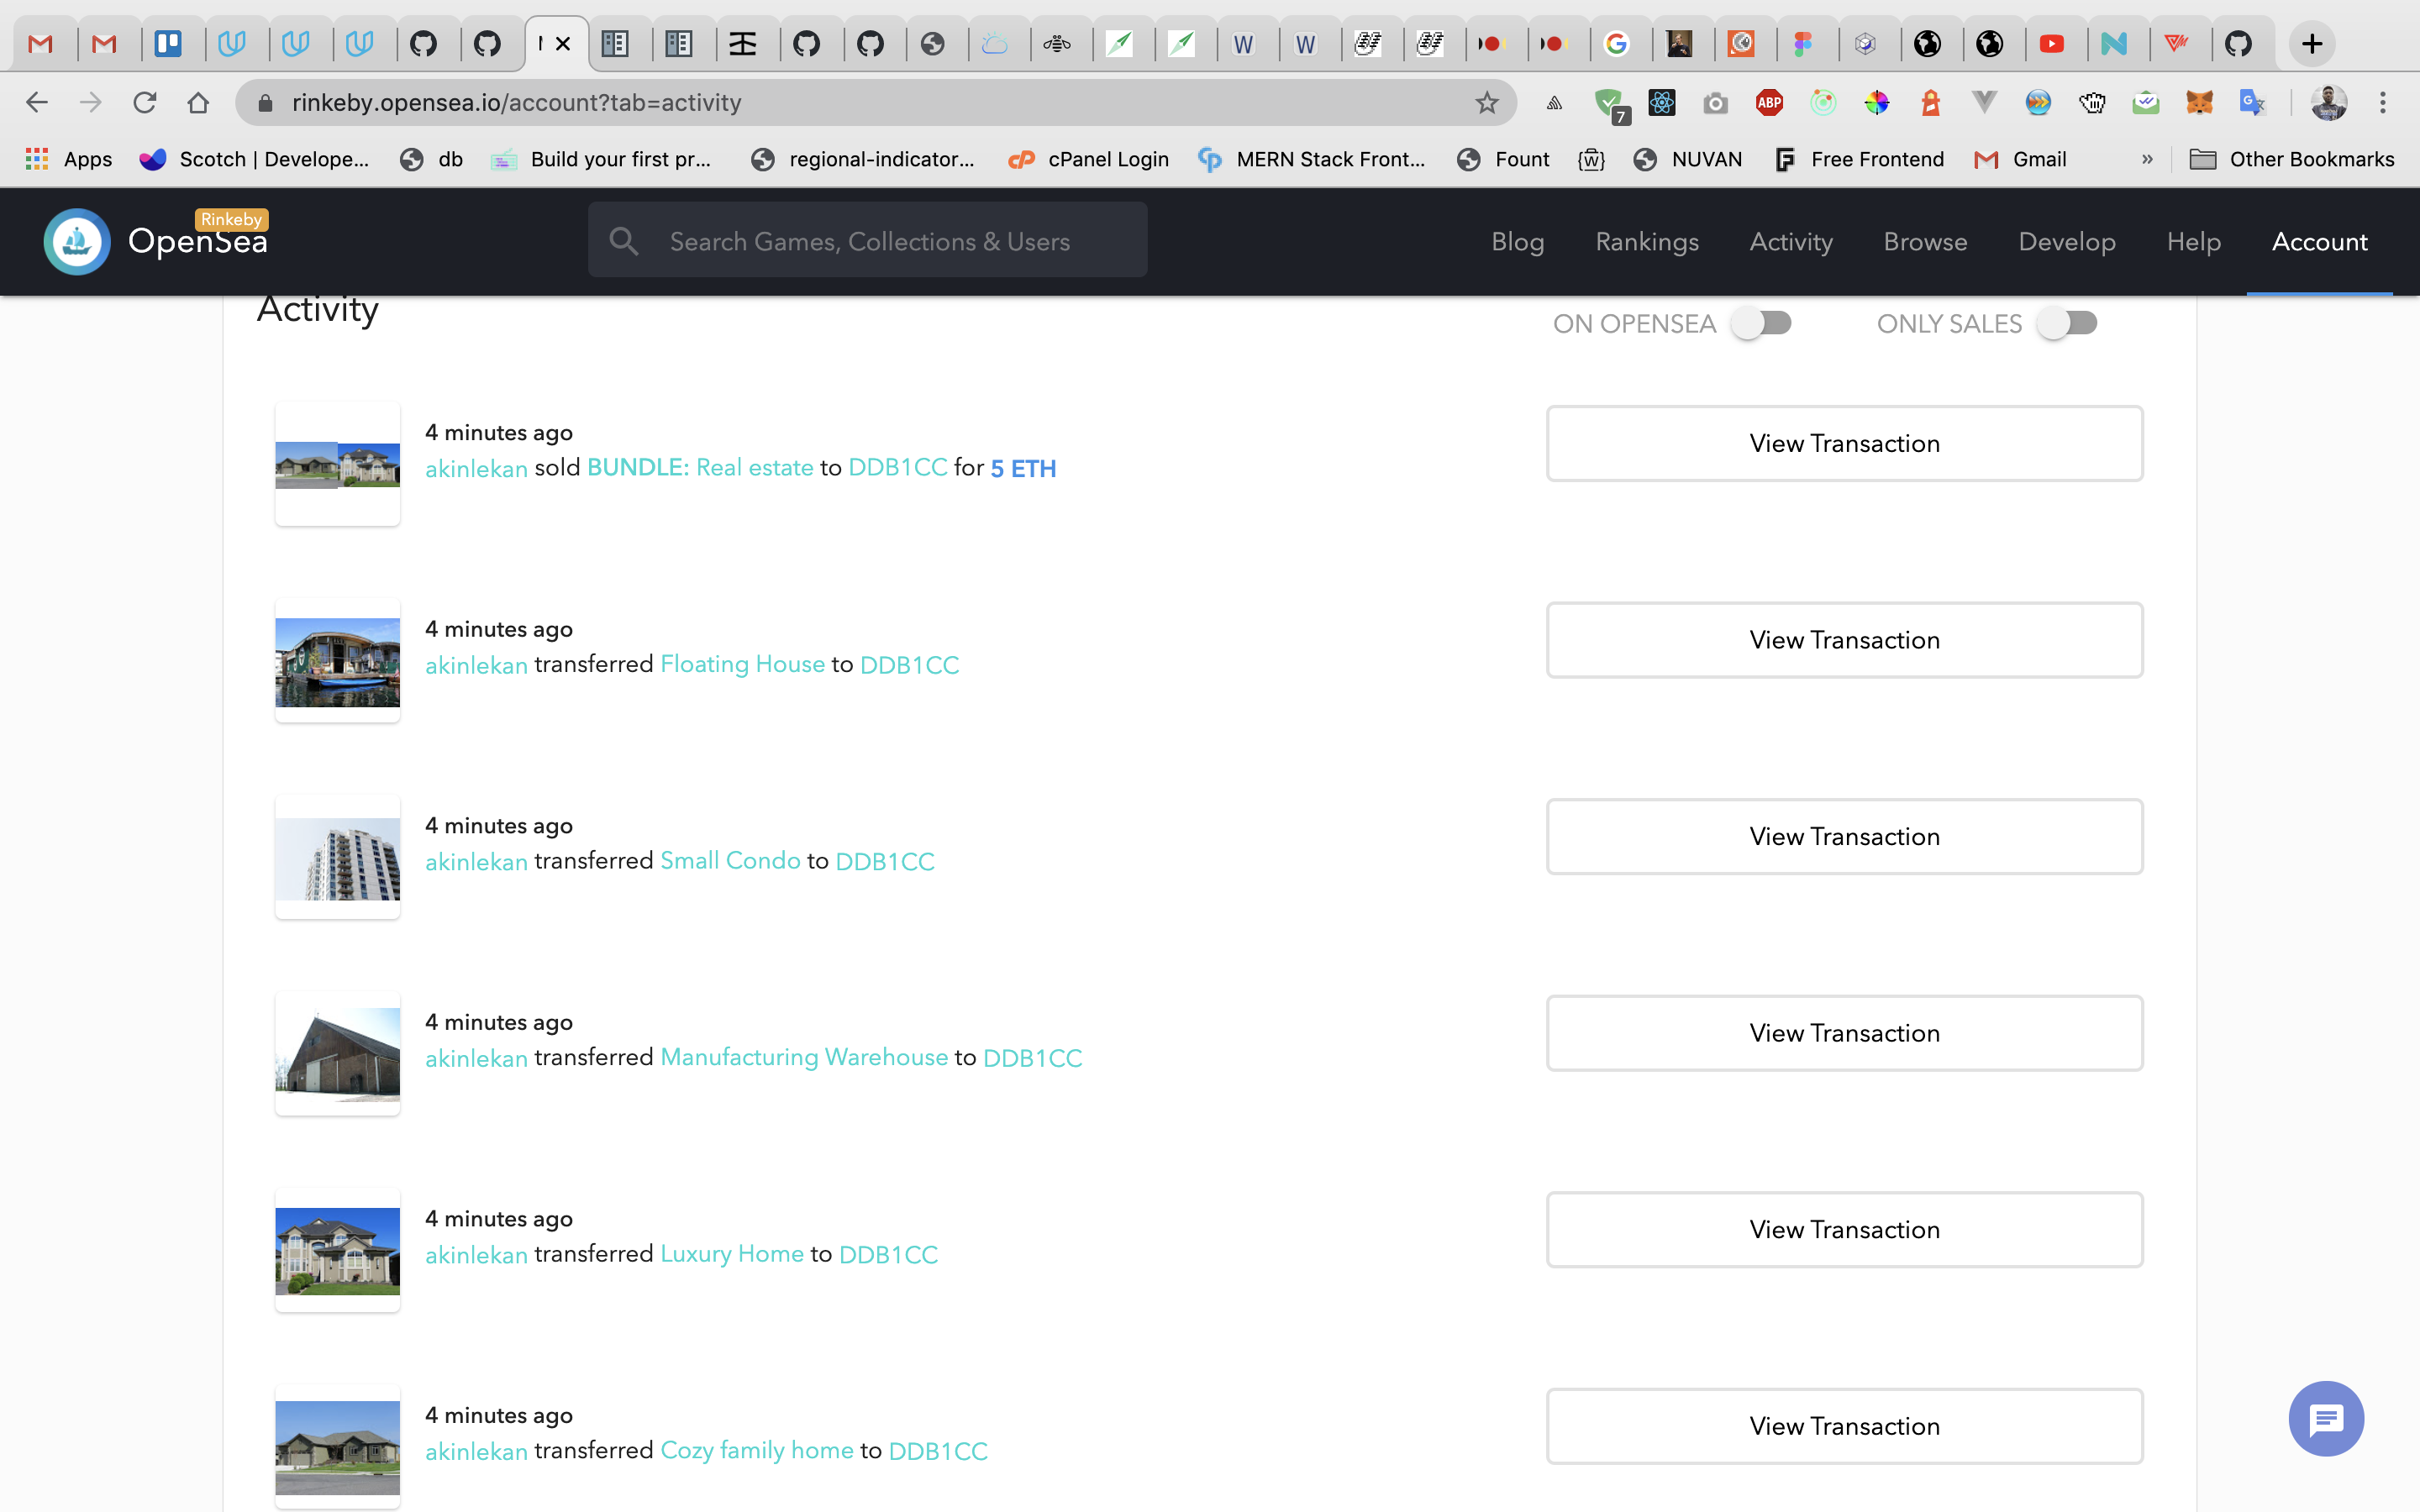 rinkeby.opensea.io/account?tab=activity
7
ABP
Apps
Scotch | Develope...
db
Build your first pr...
regional-indicator...
cPanel Login
MERN Stack Front...
Fount
NUVAN
Free Frontend
Gmail
»
Other Bookmarks
Rinkeby
OpenSea
Search Games, Collections & Users
Blog
Rankings
Activity
Browse
Develop
Help
Account
Activity
ON OPENSEA
ONLY SALES
4 minutes ago
akinlekan sold BUNDLE: Real estate to DDB1CC for 5 ETH
View Transaction
4 minutes ago
akinlekan transferred Floating House to DDB1CC
View Transaction
4 minutes ago
akinlekan transferred Small Condo to DDB1CC
View Transaction
4 minutes ago
akinlekan transferred Manufacturing Warehouse to DDB1CC
View Transaction
4 minutes ago
akinlekan transferred Luxury Home to DDB1CC
View Transaction
4 minutes ago
akinlekan transferred Cozy family home to DDB1CC
View Transaction